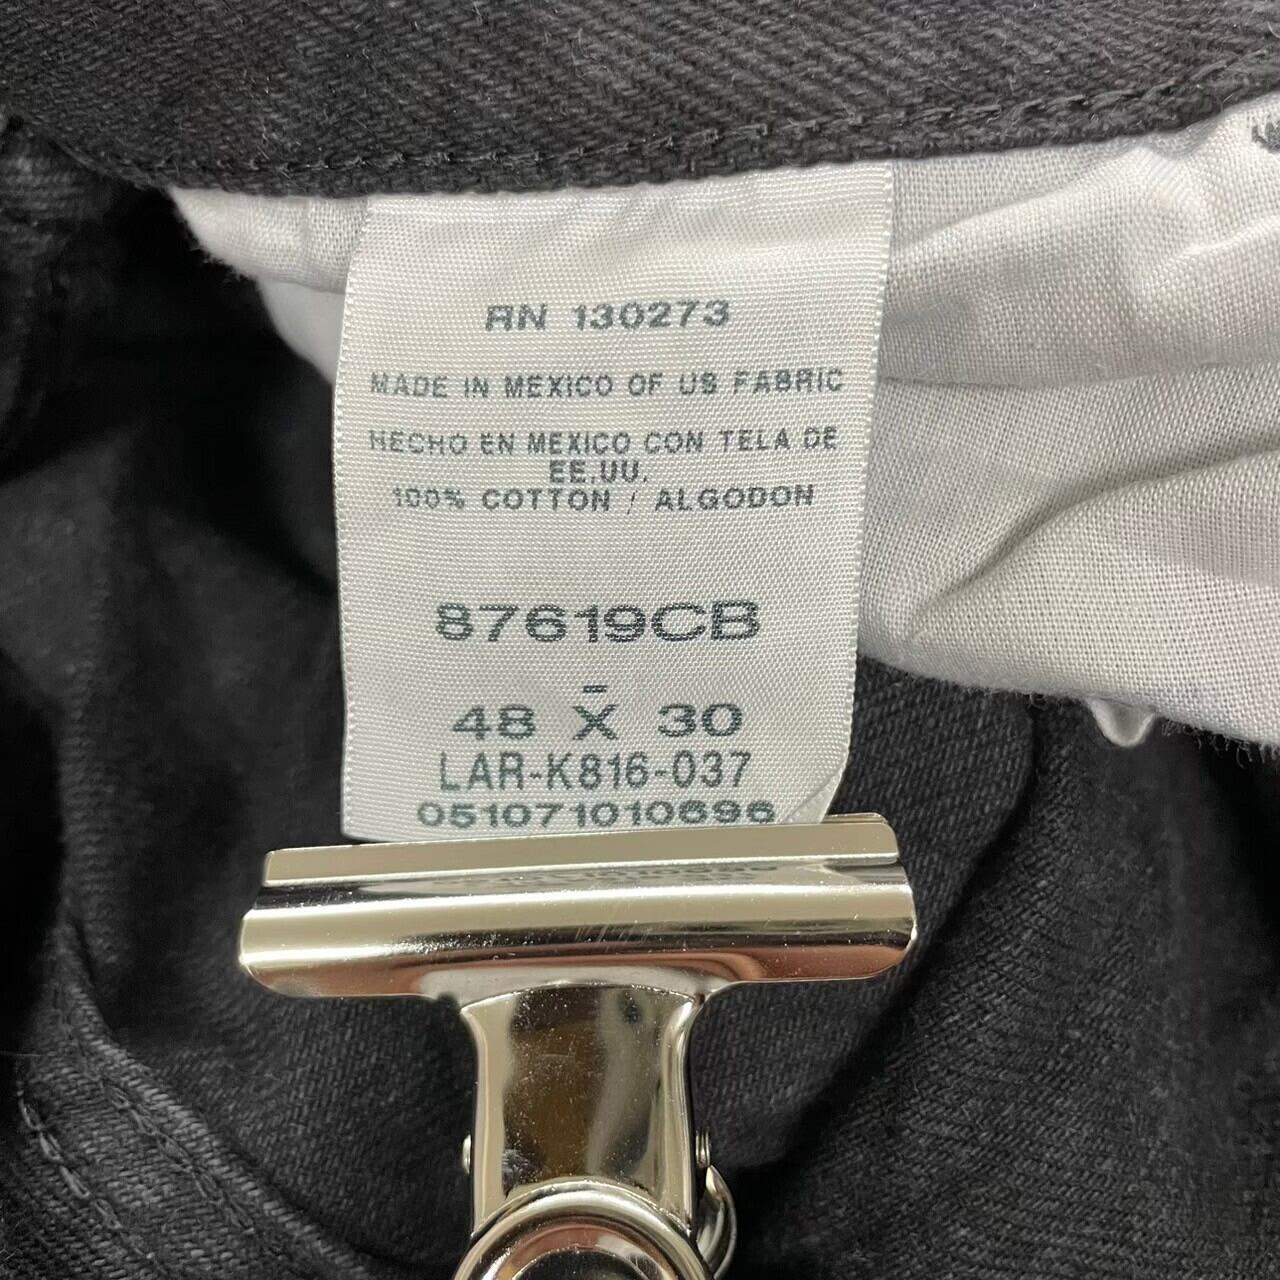 RN 130273
MADE IN MEXICO OF US FABRIC
HECHO EN MEXICO CON TELA DE
EE.UU.
100% COTTON / ALGODON
87619CB
-
48 X 30
LAR-K816-037
051071010696